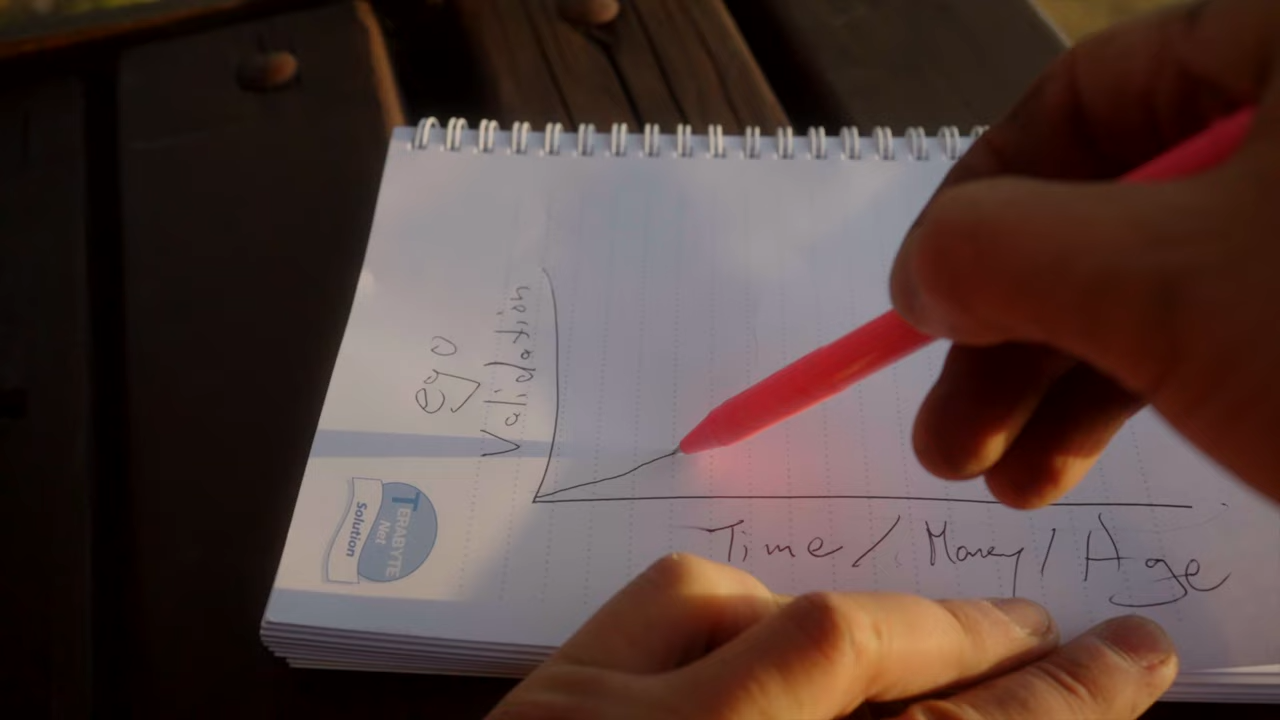 ego
Validation
Time / Money / Age
TERABYTE
Net
Solution